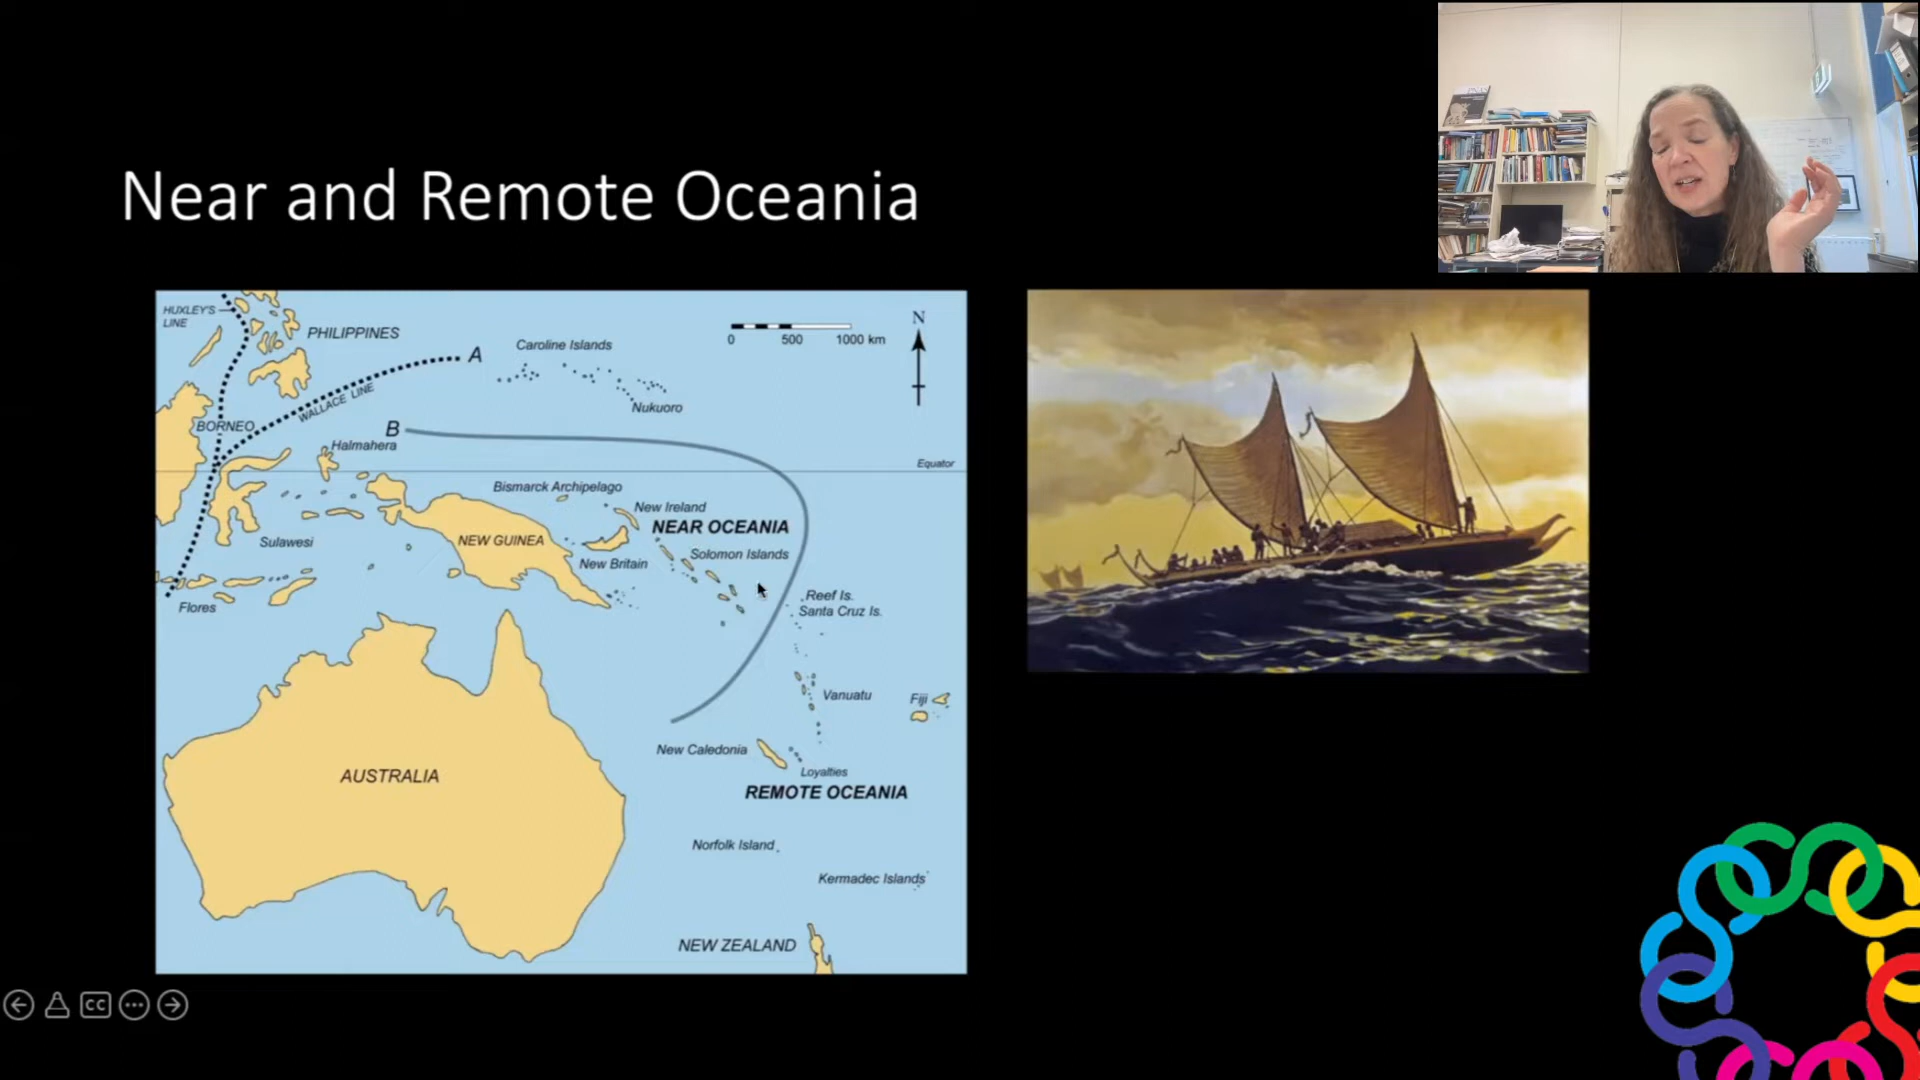 Near and Remote Oceania
HUXLEY'S
LINE
PHILIPPINES
A
WALLACE LINE
Caroline Islands
Nukuoro
0 500 1000 km
N
BORNEO
B
Halmahera
Equator
Bismarck Archipelago
New Ireland
NEAR OCEANIA
Sulawesi
NEW GUINEA
Solomon Islands
New Britain
Flores
Reef Is.
Santa Cruz Is.
Vanuatu
Fiji
New Caledonia
Loyalties
AUSTRALIA
REMOTE OCEANIA
Norfolk Island
Kermadec Islands
NEW ZEALAND
CC